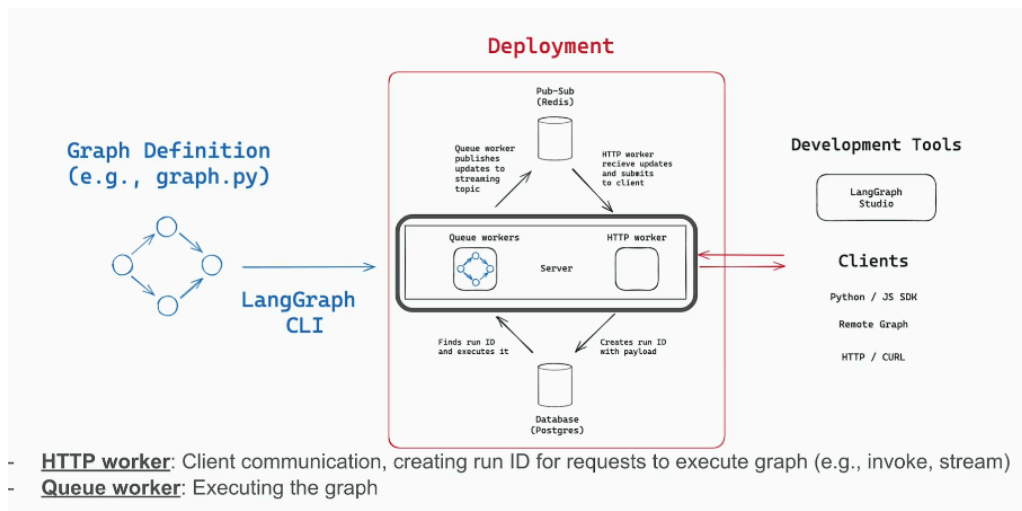 Deployment
Pub-Sub
(Redis)
Queue worker
publishes
updates to
streaming
topic
HTTP worker
recieve updates
and submits
to client
Graph Definition
(e.g., graph.py)
LangGraph
CLI
Queue workers
Server
HTTP worker
Finds run ID
and executes it
Creates run ID
with payload
Database
(Postgres)
Development Tools
LangGraph
Studio
Clients
Python / JS SDK
Remote Graph
HTTP / CURL
- HTTP worker: Client communication, creating run ID for requests to execute graph (e.g., invoke, stream)
- Queue worker: Executing the graph